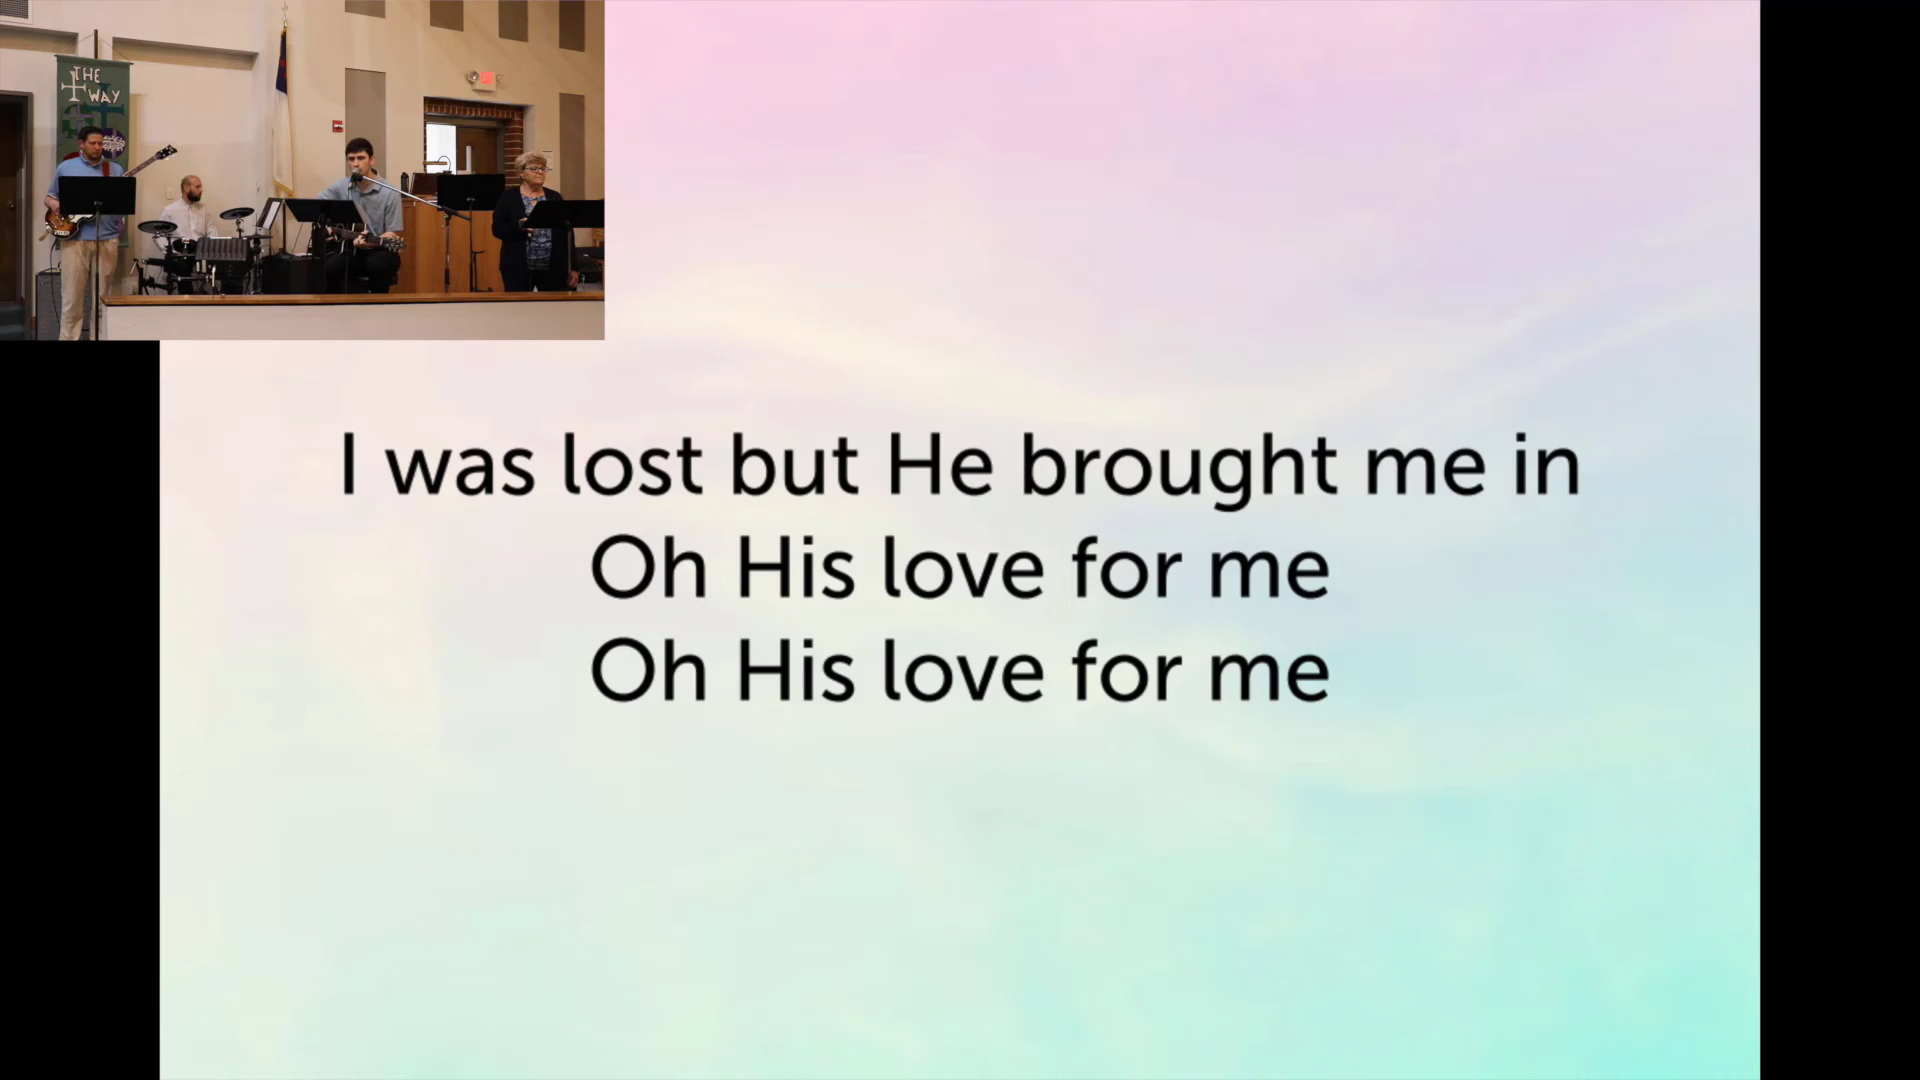 THE
WAY
I was lost but He brought me in
Oh His love for me
Oh His love for me